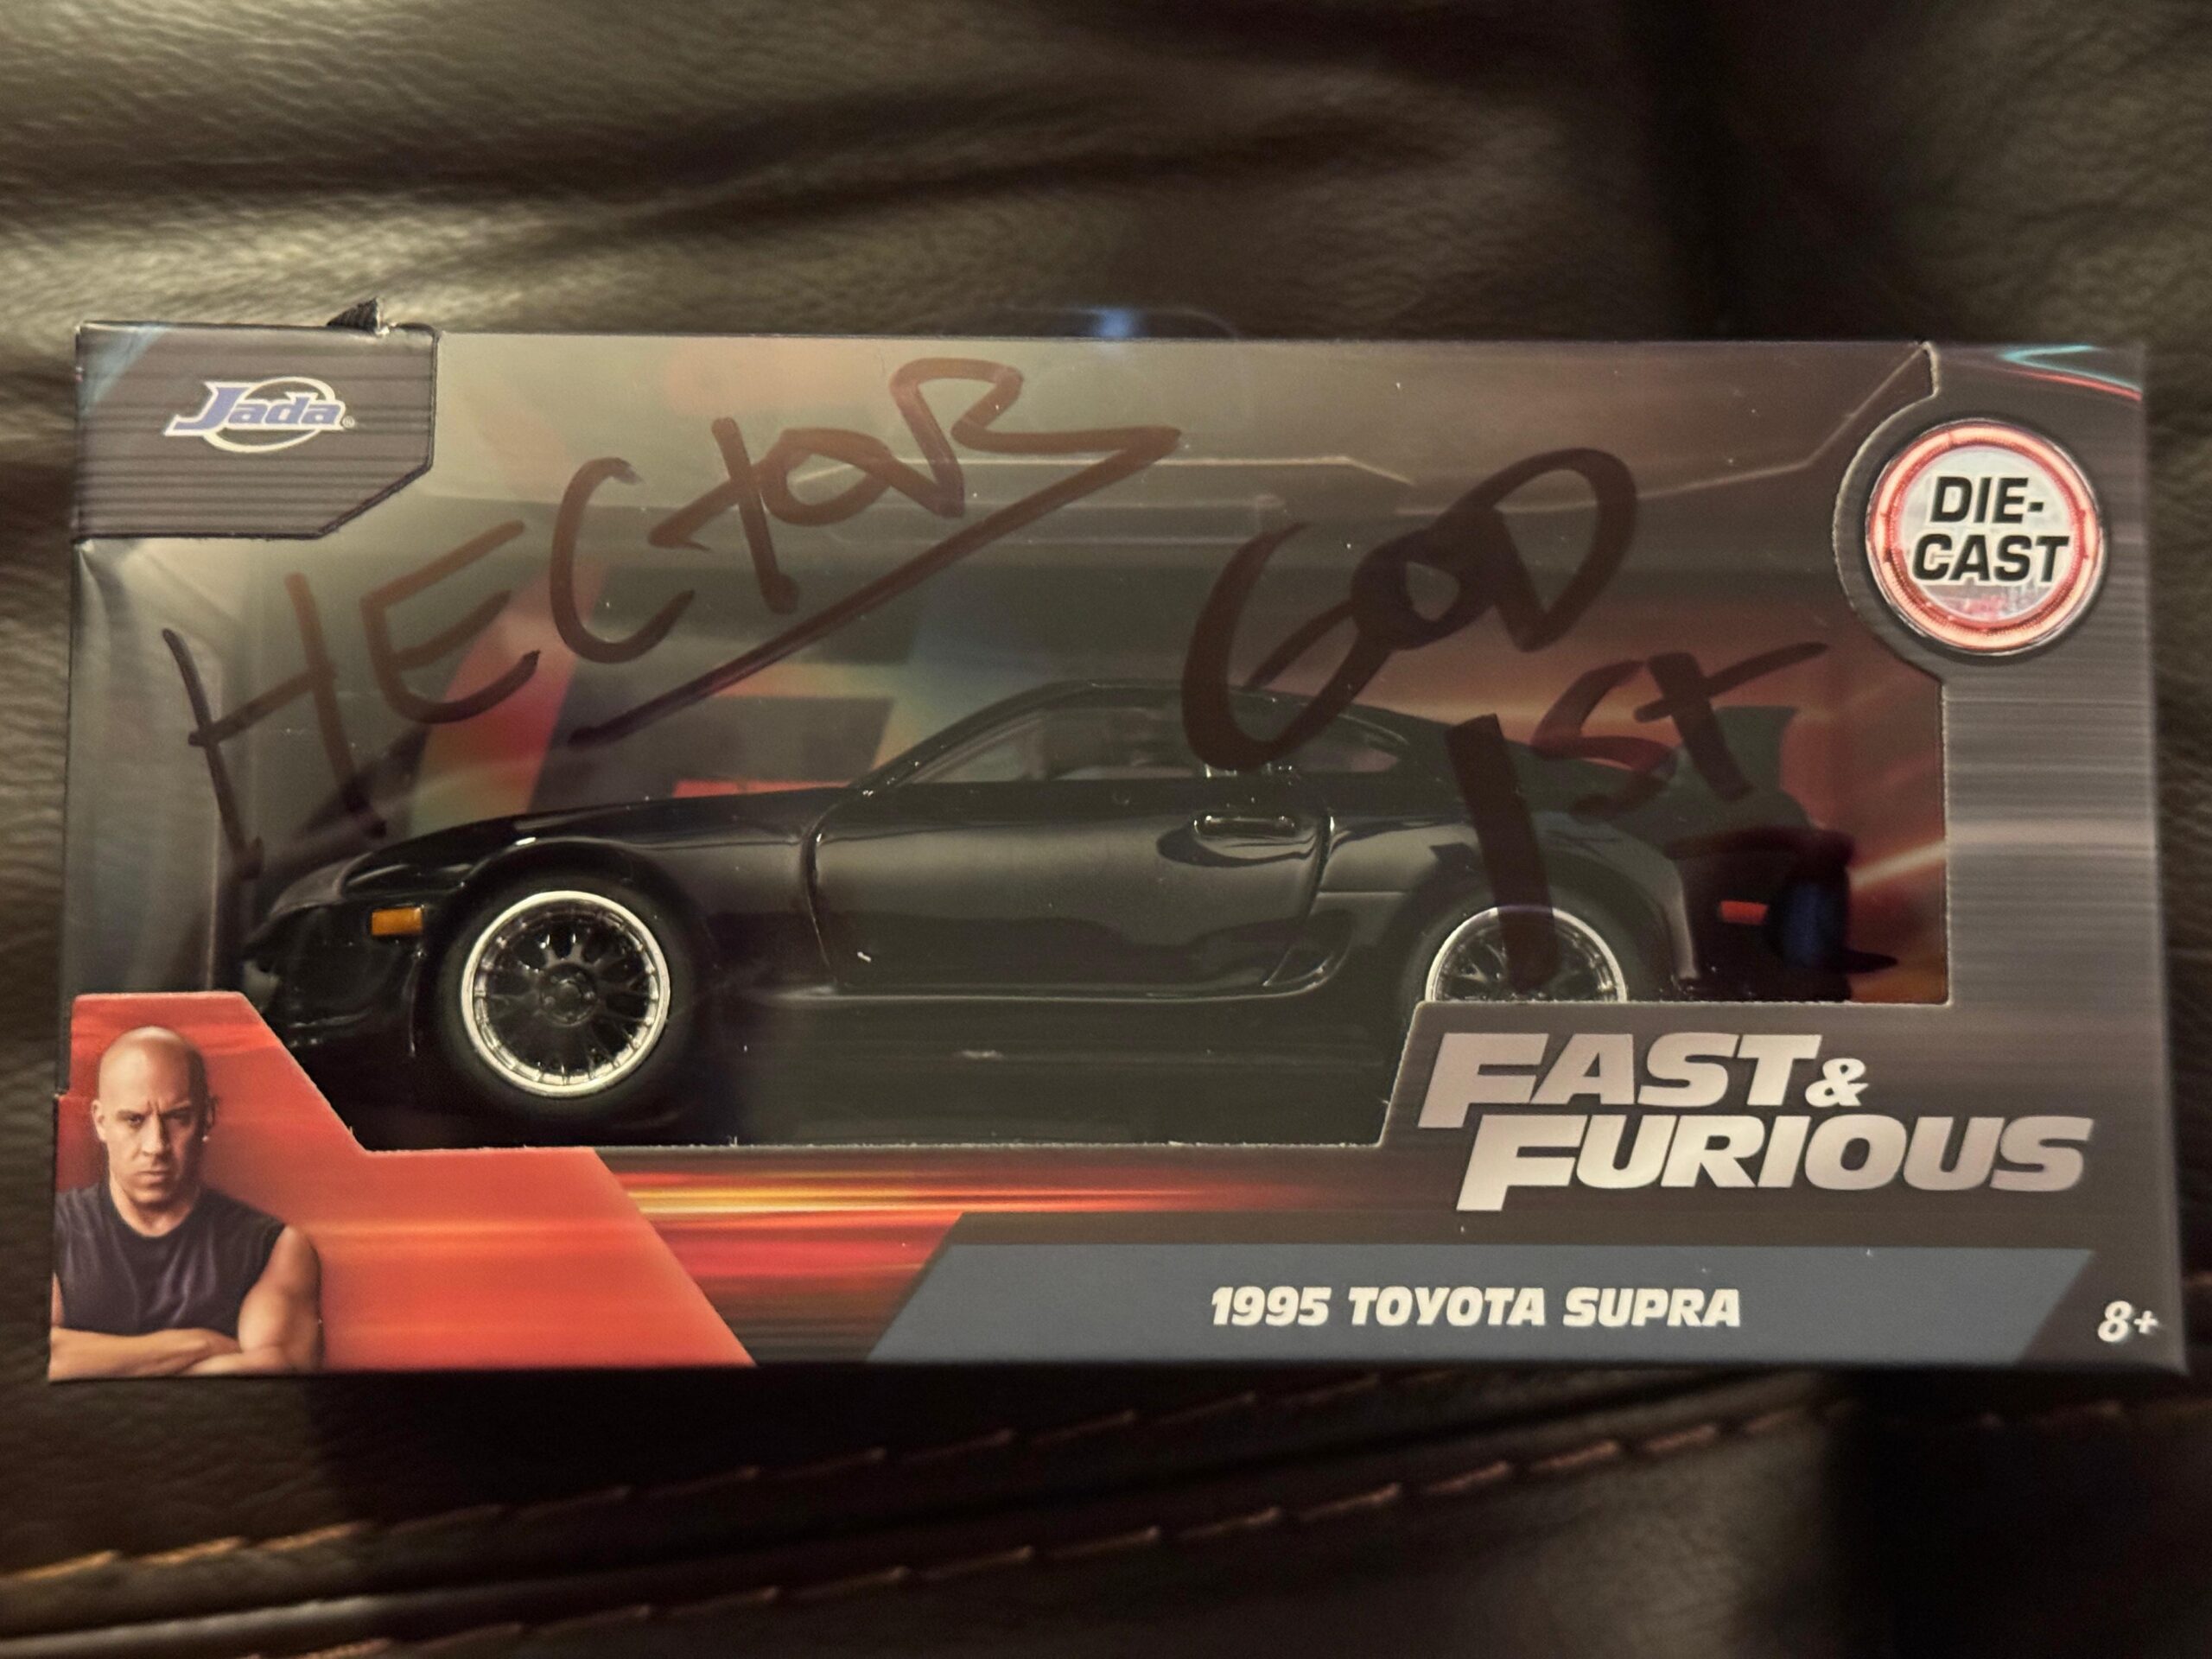 Jada
HECTOR
GOD
1ST
DIE-
CAST
FAST &
FURIOUS
1995 TOYOTA SUPRA
8+